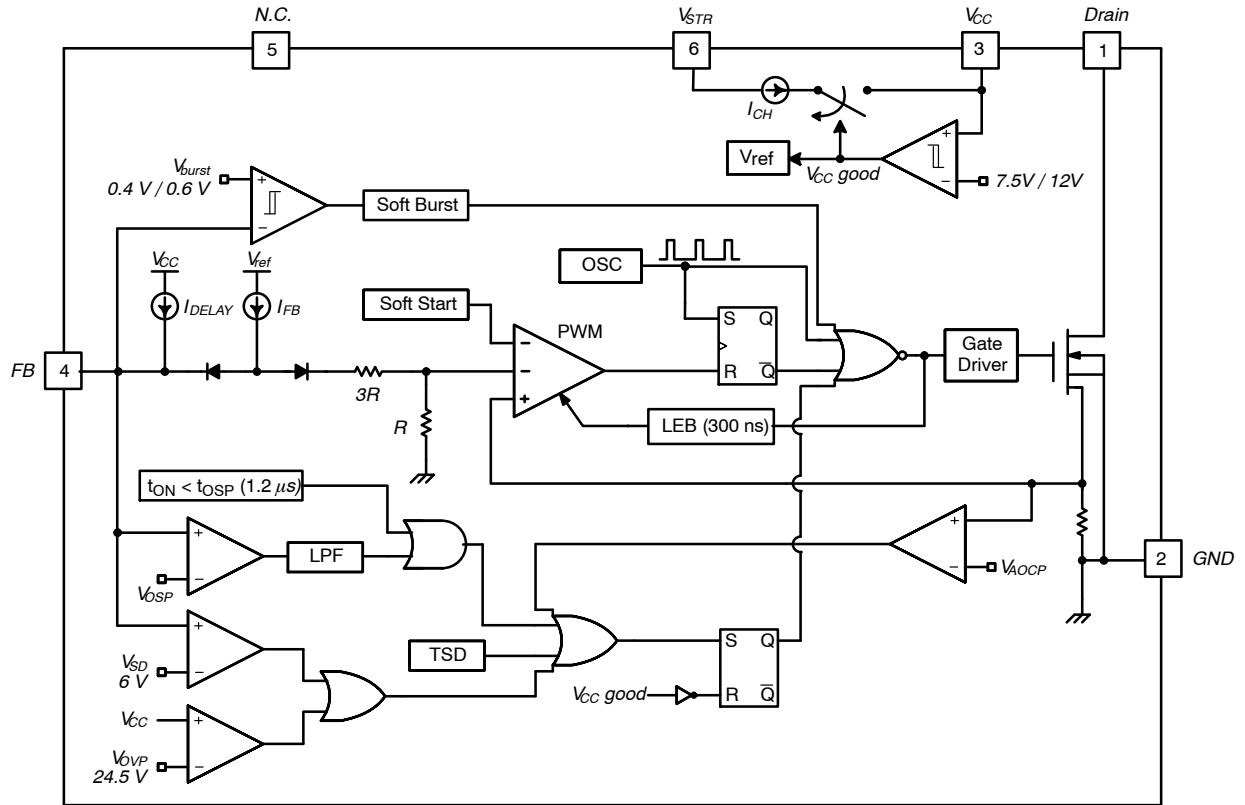 N.C.
V_STR
V_CC
Drain
5
6
3
1
I_CH
+
Vref
V_CC good
−
7.5V / 12V
V_burst
0.4 V / 0.6 V
+
−
Soft Burst
OSC
V_CC
V_ref
I_DELAY
I_FB
Soft Start
PWM
−
−
+
S
Q
R
Q̅
Gate
Driver
FB
4
3R
R
LEB (300 ns)
t_ON < t_OSP (1.2 μs)
+
−
V_OSP
LPF
+
−
V_AOCP
2
GND
+
−
V_SD
6 V
TSD
S
Q
R
Q̅
V_CC good
V_CC
+
−
V_OVP
24.5 V